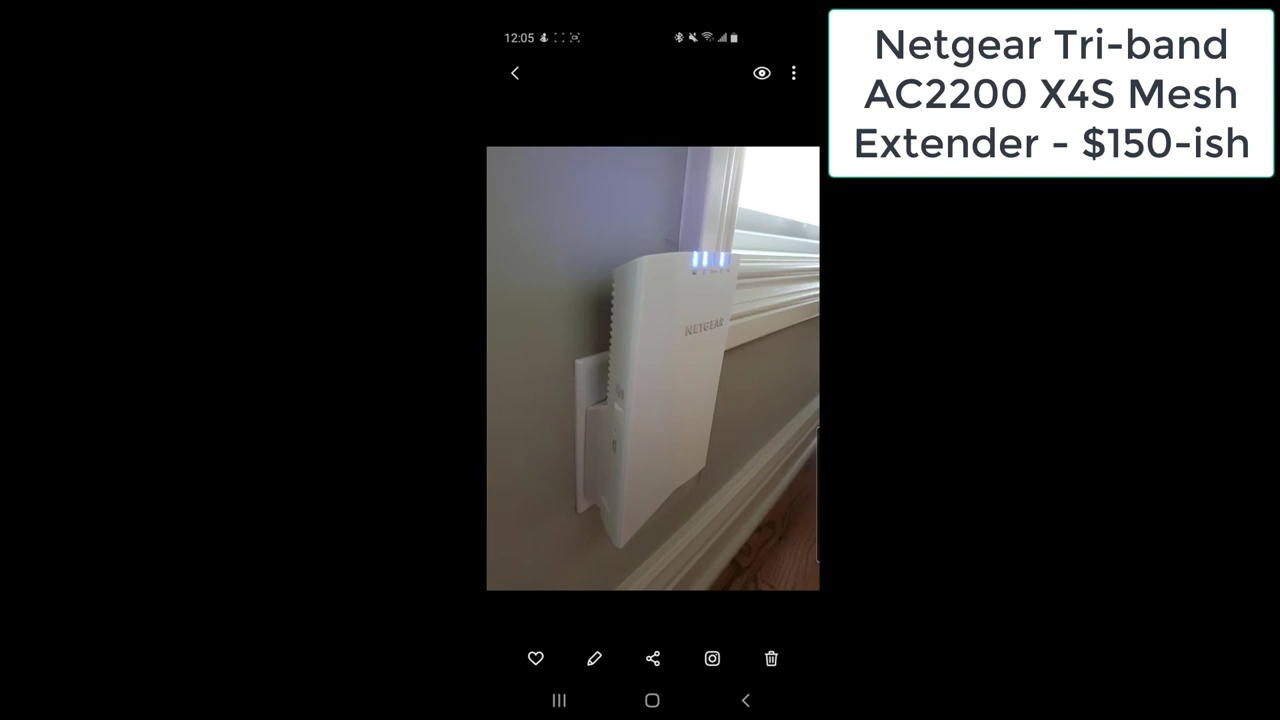 12:05
Netgear Tri-band
AC2200 X4S Mesh
Extender - $150-ish
NETGEAR